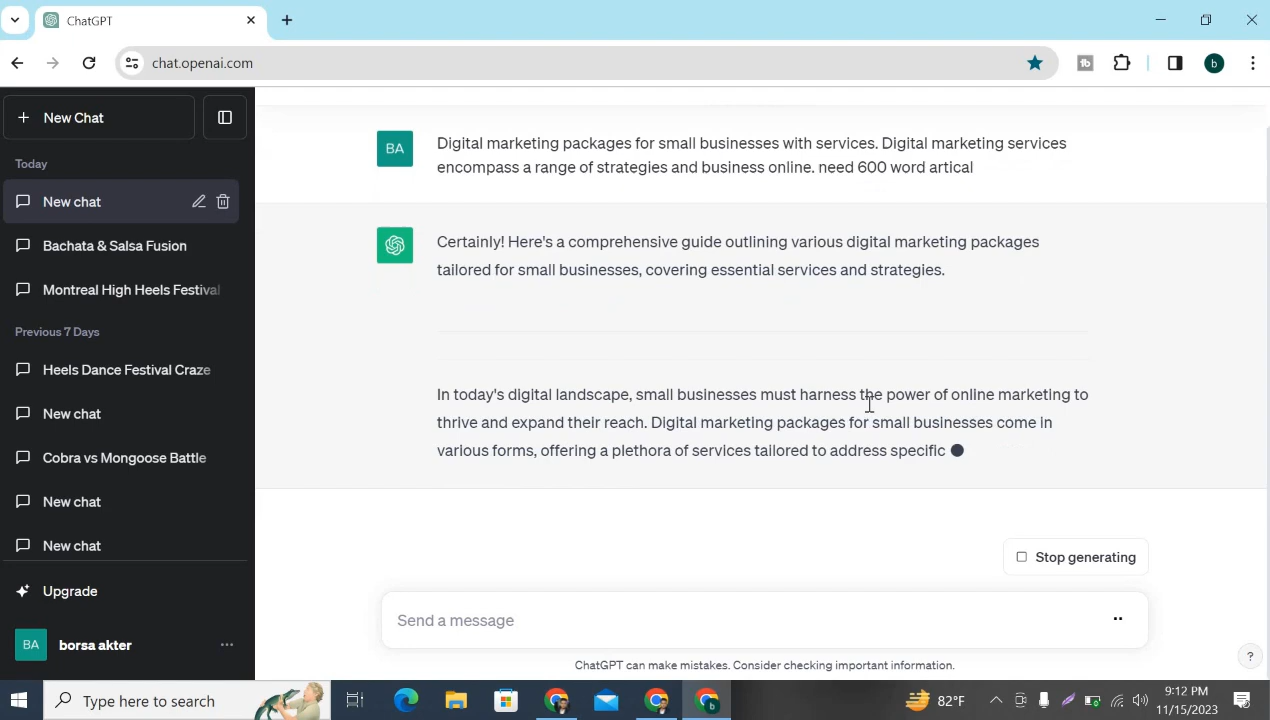 ChatGPT
chat.openai.com
b
New Chat
Today
New chat
Bachata & Salsa Fusion
Montreal High Heels Festival
Previous 7 Days
Heels Dance Festival Craze
New chat
Cobra vs Mongoose Battle
New chat
New chat
Upgrade
BA
borsa akter
BA
Digital marketing packages for small businesses with services. Digital marketing services
encompass a range of strategies and business online. need 600 word artical
Certainly! Here's a comprehensive guide outlining various digital marketing packages
tailored for small businesses, covering essential services and strategies.
In today's digital landscape, small businesses must harness the power of online marketing to
thrive and expand their reach. Digital marketing packages for small businesses come in
various forms, offering a plethora of services tailored to address specific
Stop generating
Send a message
ChatGPT can make mistakes. Consider checking important information.
?
Type here to search
b
82°F
9:12 PM
11/15/2023